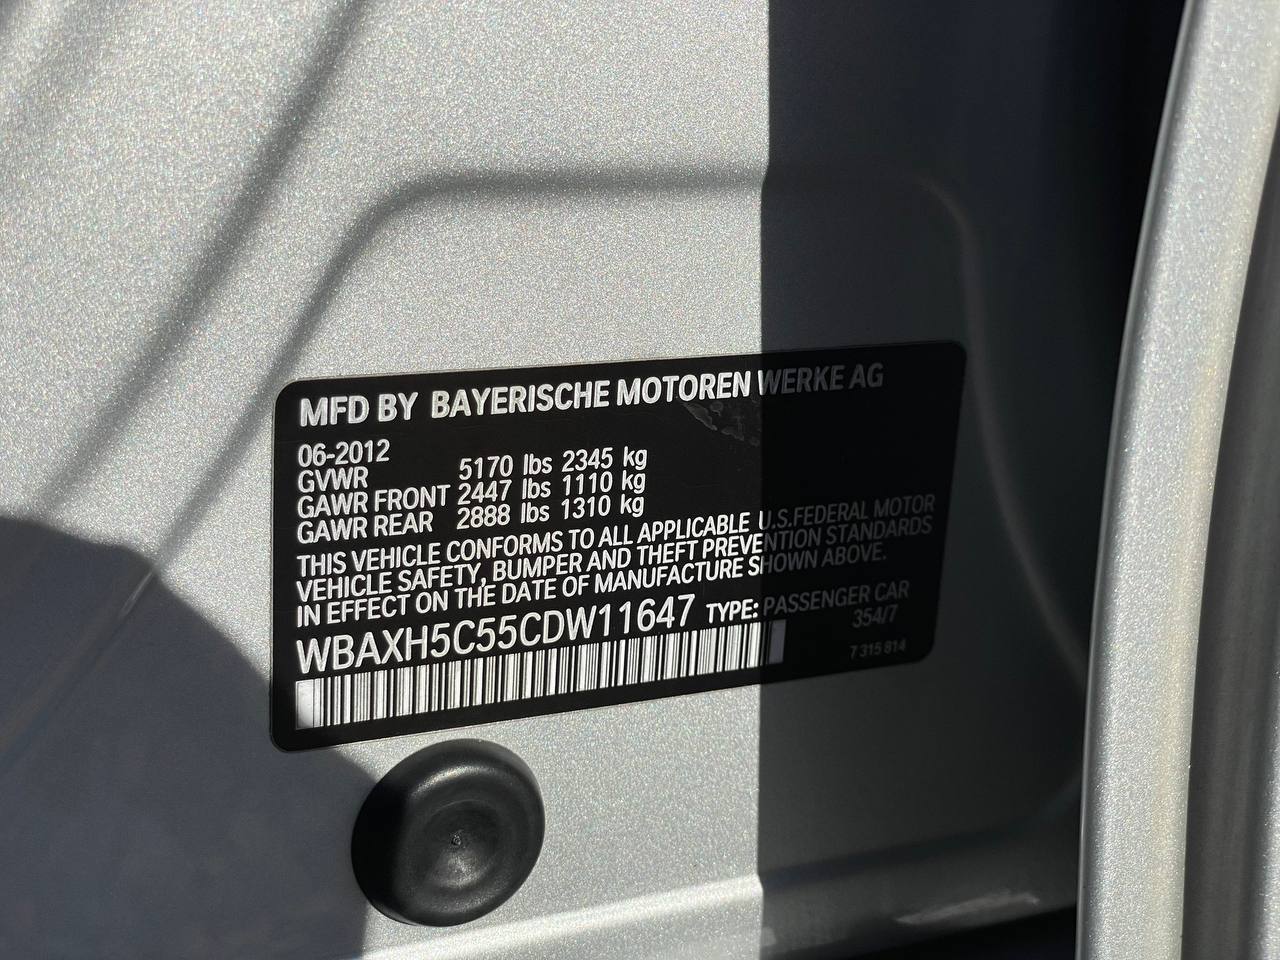 MFD BY BAYERISCHE MOTOREN WERKE AG
06-2012
GVWR 5170 lbs 2345 kg
GAWR FRONT 2447 lbs 1110 kg
GAWR REAR 2888 lbs 1310 kg
THIS VEHICLE CONFORMS TO ALL APPLICABLE U.S.FEDERAL MOTOR
VEHICLE SAFETY, BUMPER AND THEFT PREVENTION STANDARDS
IN EFFECT ON THE DATE OF MANUFACTURE SHOWN ABOVE.
WBAXH5C55CDW11647 TYPE: PASSENGER CAR
354/7
7 315 814